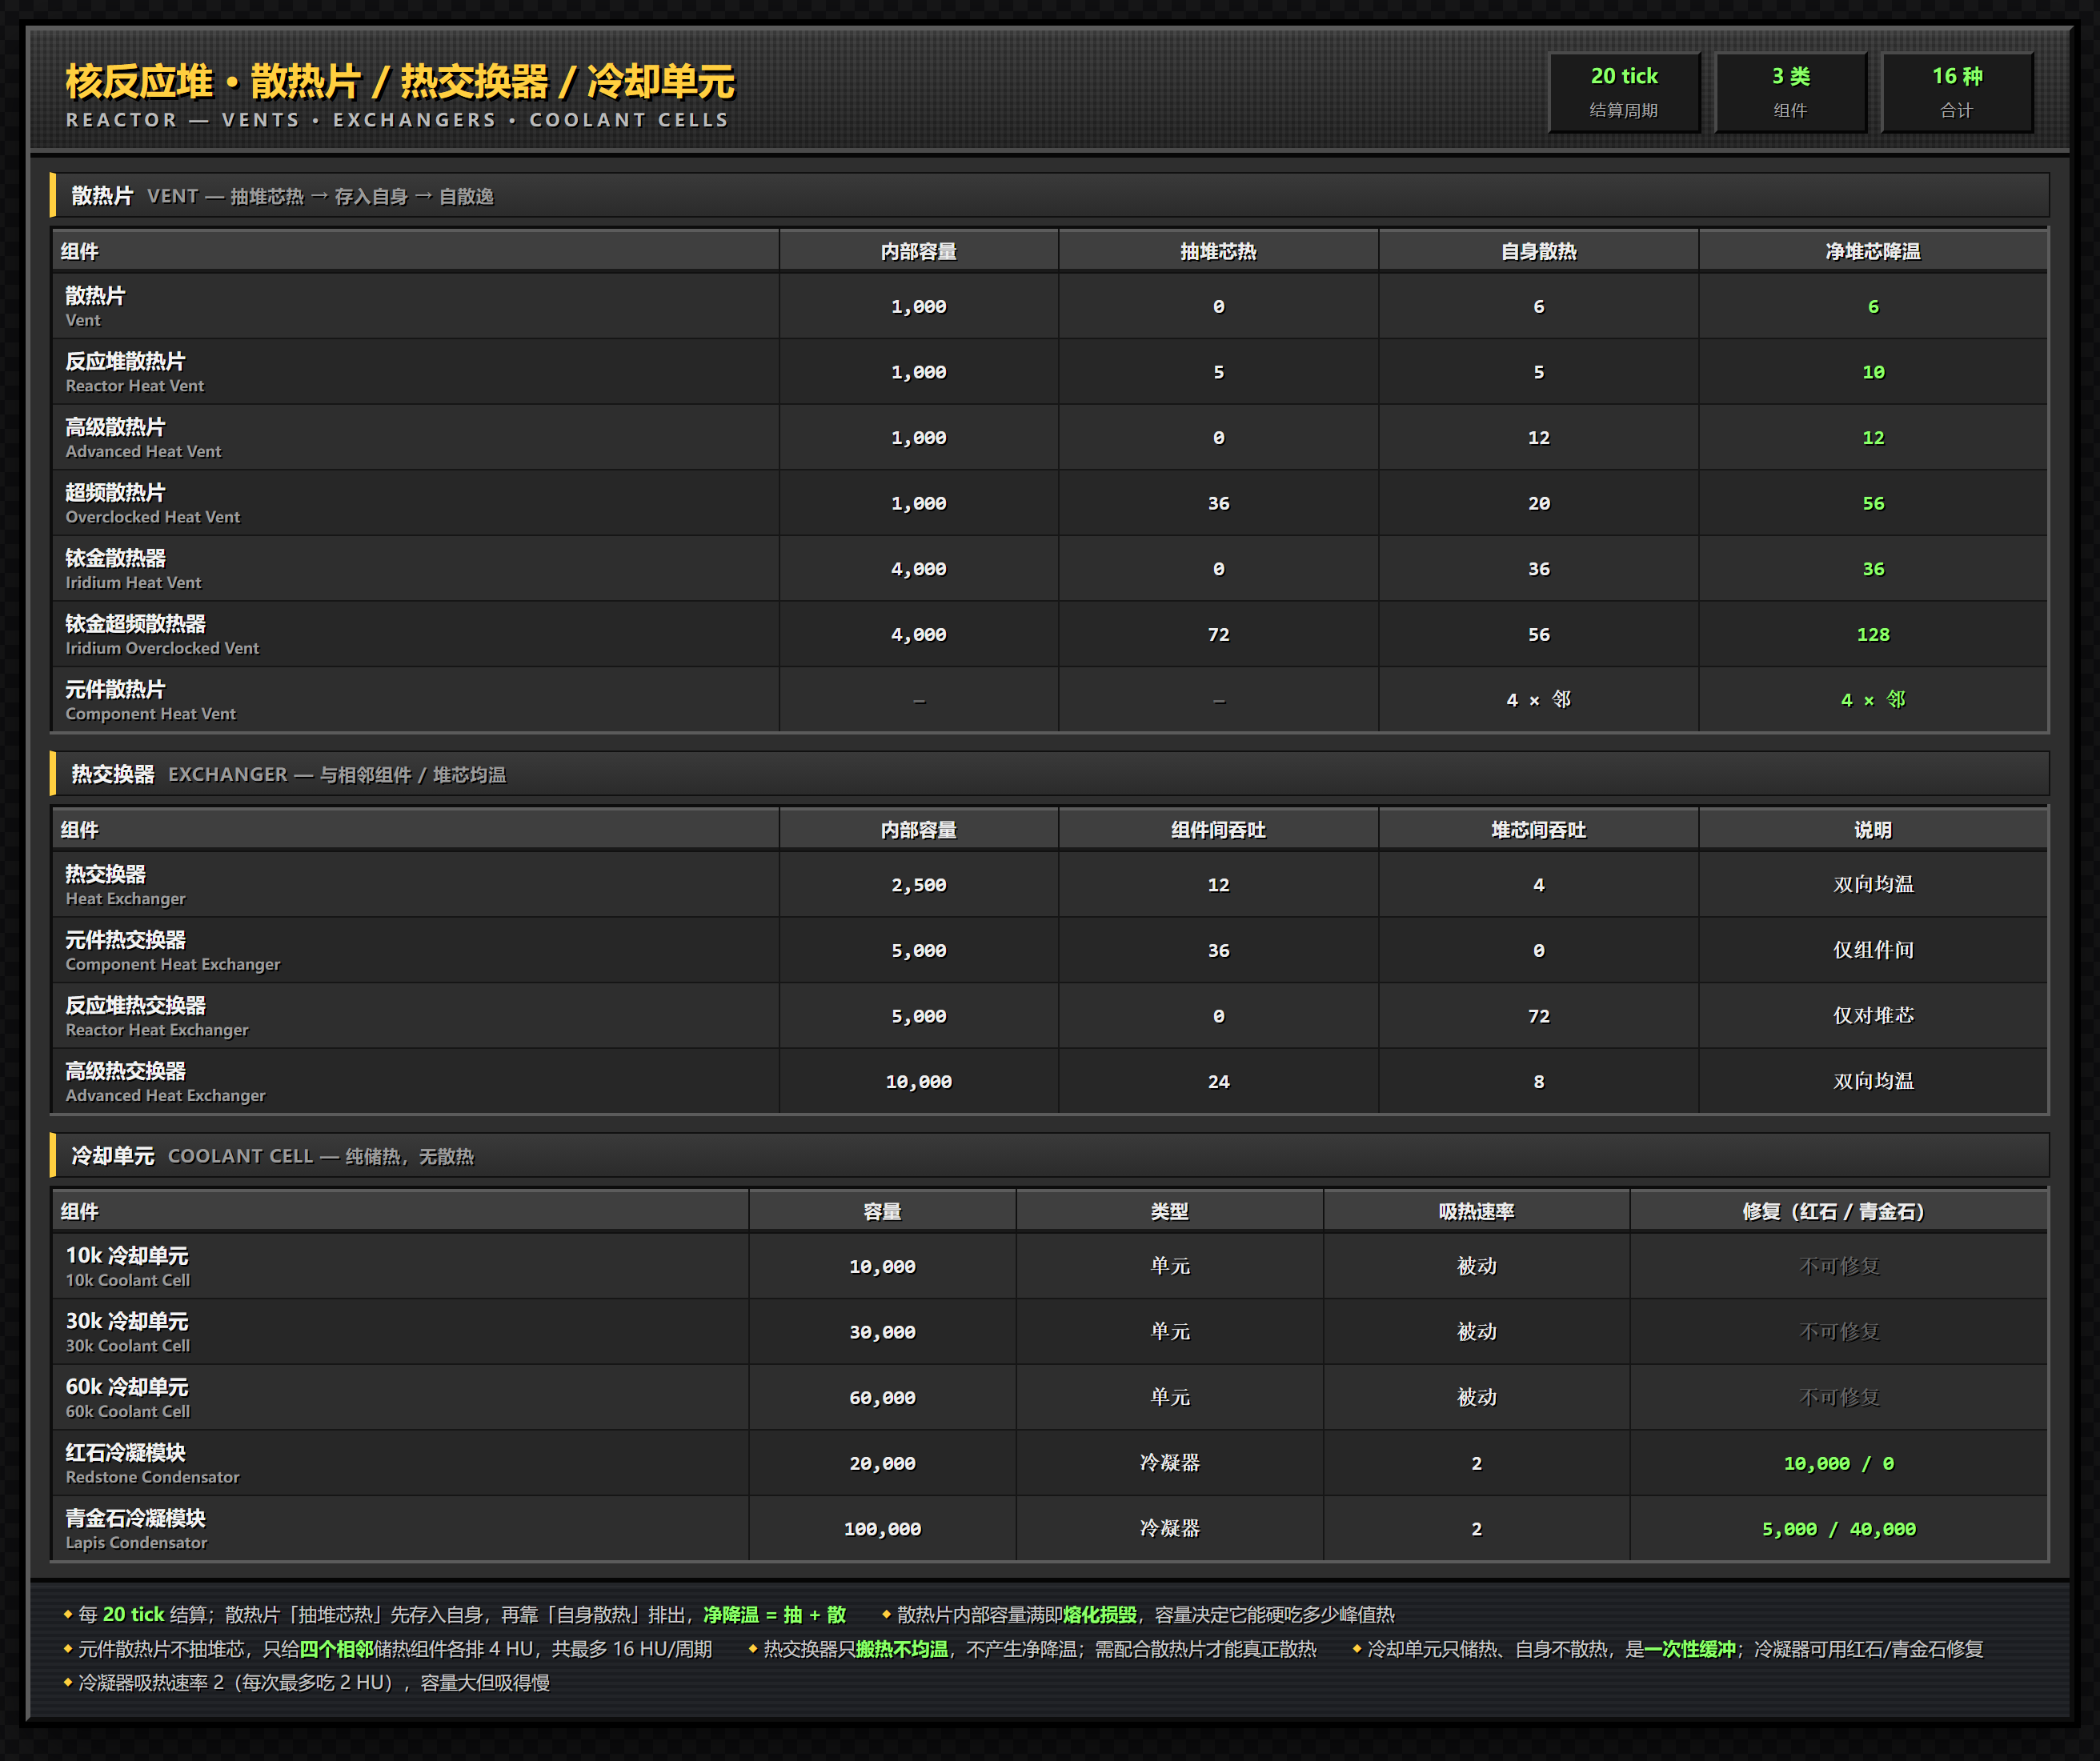 核反应堆 · 散热片 / 热交换器 / 冷却单元
REACTOR — VENTS • EXCHANGERS • COOLANT CELLS
20 tick
结算周期
3 类
组件
16 种
合计
散热片 VENT — 抽堆芯热 → 存入自身 → 自散逸
组件 内部容量 抽堆芯热 自身散热 净堆芯降温
散热片
Vent
1,000 0 6 6
反应堆散热片
Reactor Heat Vent
1,000 5 5 10
高级散热片
Advanced Heat Vent
1,000 0 12 12
超频散热片
Overclocked Heat Vent
1,000 36 20 56
铱金散热器
Iridium Heat Vent
4,000 0 36 36
铱金超频散热器
Iridium Overclocked Vent
4,000 72 56 128
元件散热片
Component Heat Vent
— — 4 × 邻 4 × 邻
热交换器 EXCHANGER — 与相邻组件 / 堆芯均温
组件 内部容量 组件间吞吐 堆芯间吞吐 说明
热交换器
Heat Exchanger
2,500 12 4 双向均温
元件热交换器
Component Heat Exchanger
5,000 36 0 仅组件间
反应堆热交换器
Reactor Heat Exchanger
5,000 0 72 仅对堆芯
高级热交换器
Advanced Heat Exchanger
10,000 24 8 双向均温
冷却单元 COOLANT CELL — 纯储热，无散热
组件 容量 类型 吸热速率 修复（红石 / 青金石）
10k 冷却单元
10k Coolant Cell
10,000 单元 被动 不可修复
30k 冷却单元
30k Coolant Cell
30,000 单元 被动 不可修复
60k 冷却单元
60k Coolant Cell
60,000 单元 被动 不可修复
红石冷凝模块
Redstone Condensator
20,000 冷凝器 2 10,000 / 0
青金石冷凝模块
Lapis Condensator
100,000 冷凝器 2 5,000 / 40,000
◆ 每 20 tick 结算；散热片「抽堆芯热」先存入自身，再靠「自身散热」排出，净降温 = 抽 + 散 ◆ 散热片内部容量满即熔化损毁，容量决定它能硬吃多少峰值热
◆ 元件散热片不抽堆芯，只给四个相邻储热组件各排 4 HU，共最多 16 HU/周期 ◆ 热交换器只搬热不均温，不产生净降温；需配合散热片才能真正散热 ◆ 冷却单元只储热、自身不散热，是一次性缓冲；冷凝器可用红石/青金石修复
◆ 冷凝器吸热速率 2（每次最多吃 2 HU），容量大但吸得慢